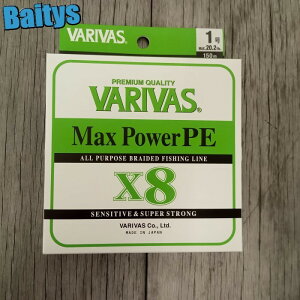 Baitys
VARIVAS
1号
MAX 20.2lb
150m
PREMIUM QUALITY
VARIVAS®
Max Power PE
ALL PURPOSE BRAIDED FISHING LINE
X8
SENSITIVE & SUPER STRONG
VARIVAS Co., Ltd.
MADE IN JAPAN